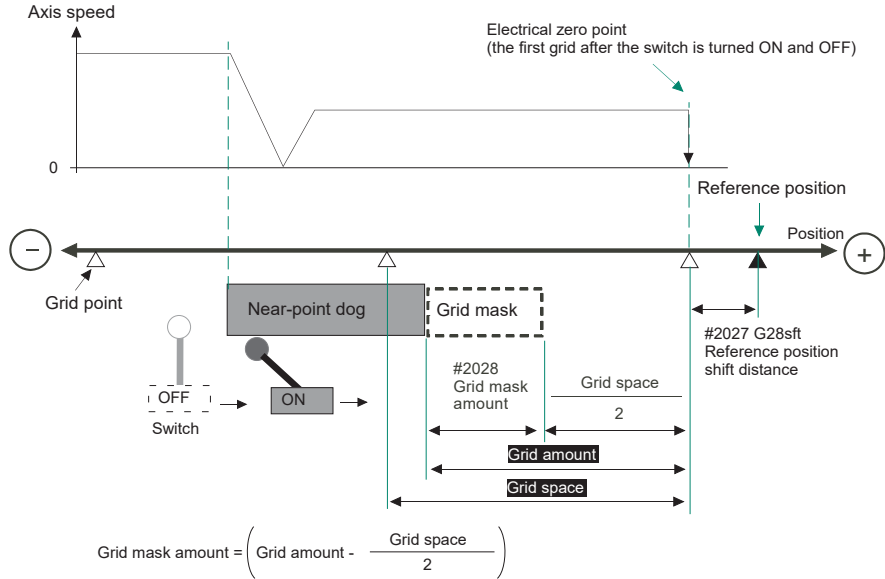 Axis speed
Electrical zero point
(the first grid after the switch is turned ON and OFF)
0
Reference position
Position
−
+
Grid point
Near-point dog
Grid mask
#2027 G28sft
Reference position
shift distance
#2028
Grid mask
amount
Grid space
2
OFF
ON
Switch
Grid amount
Grid space
Grid mask amount = ( Grid amount - Grid space
2 )